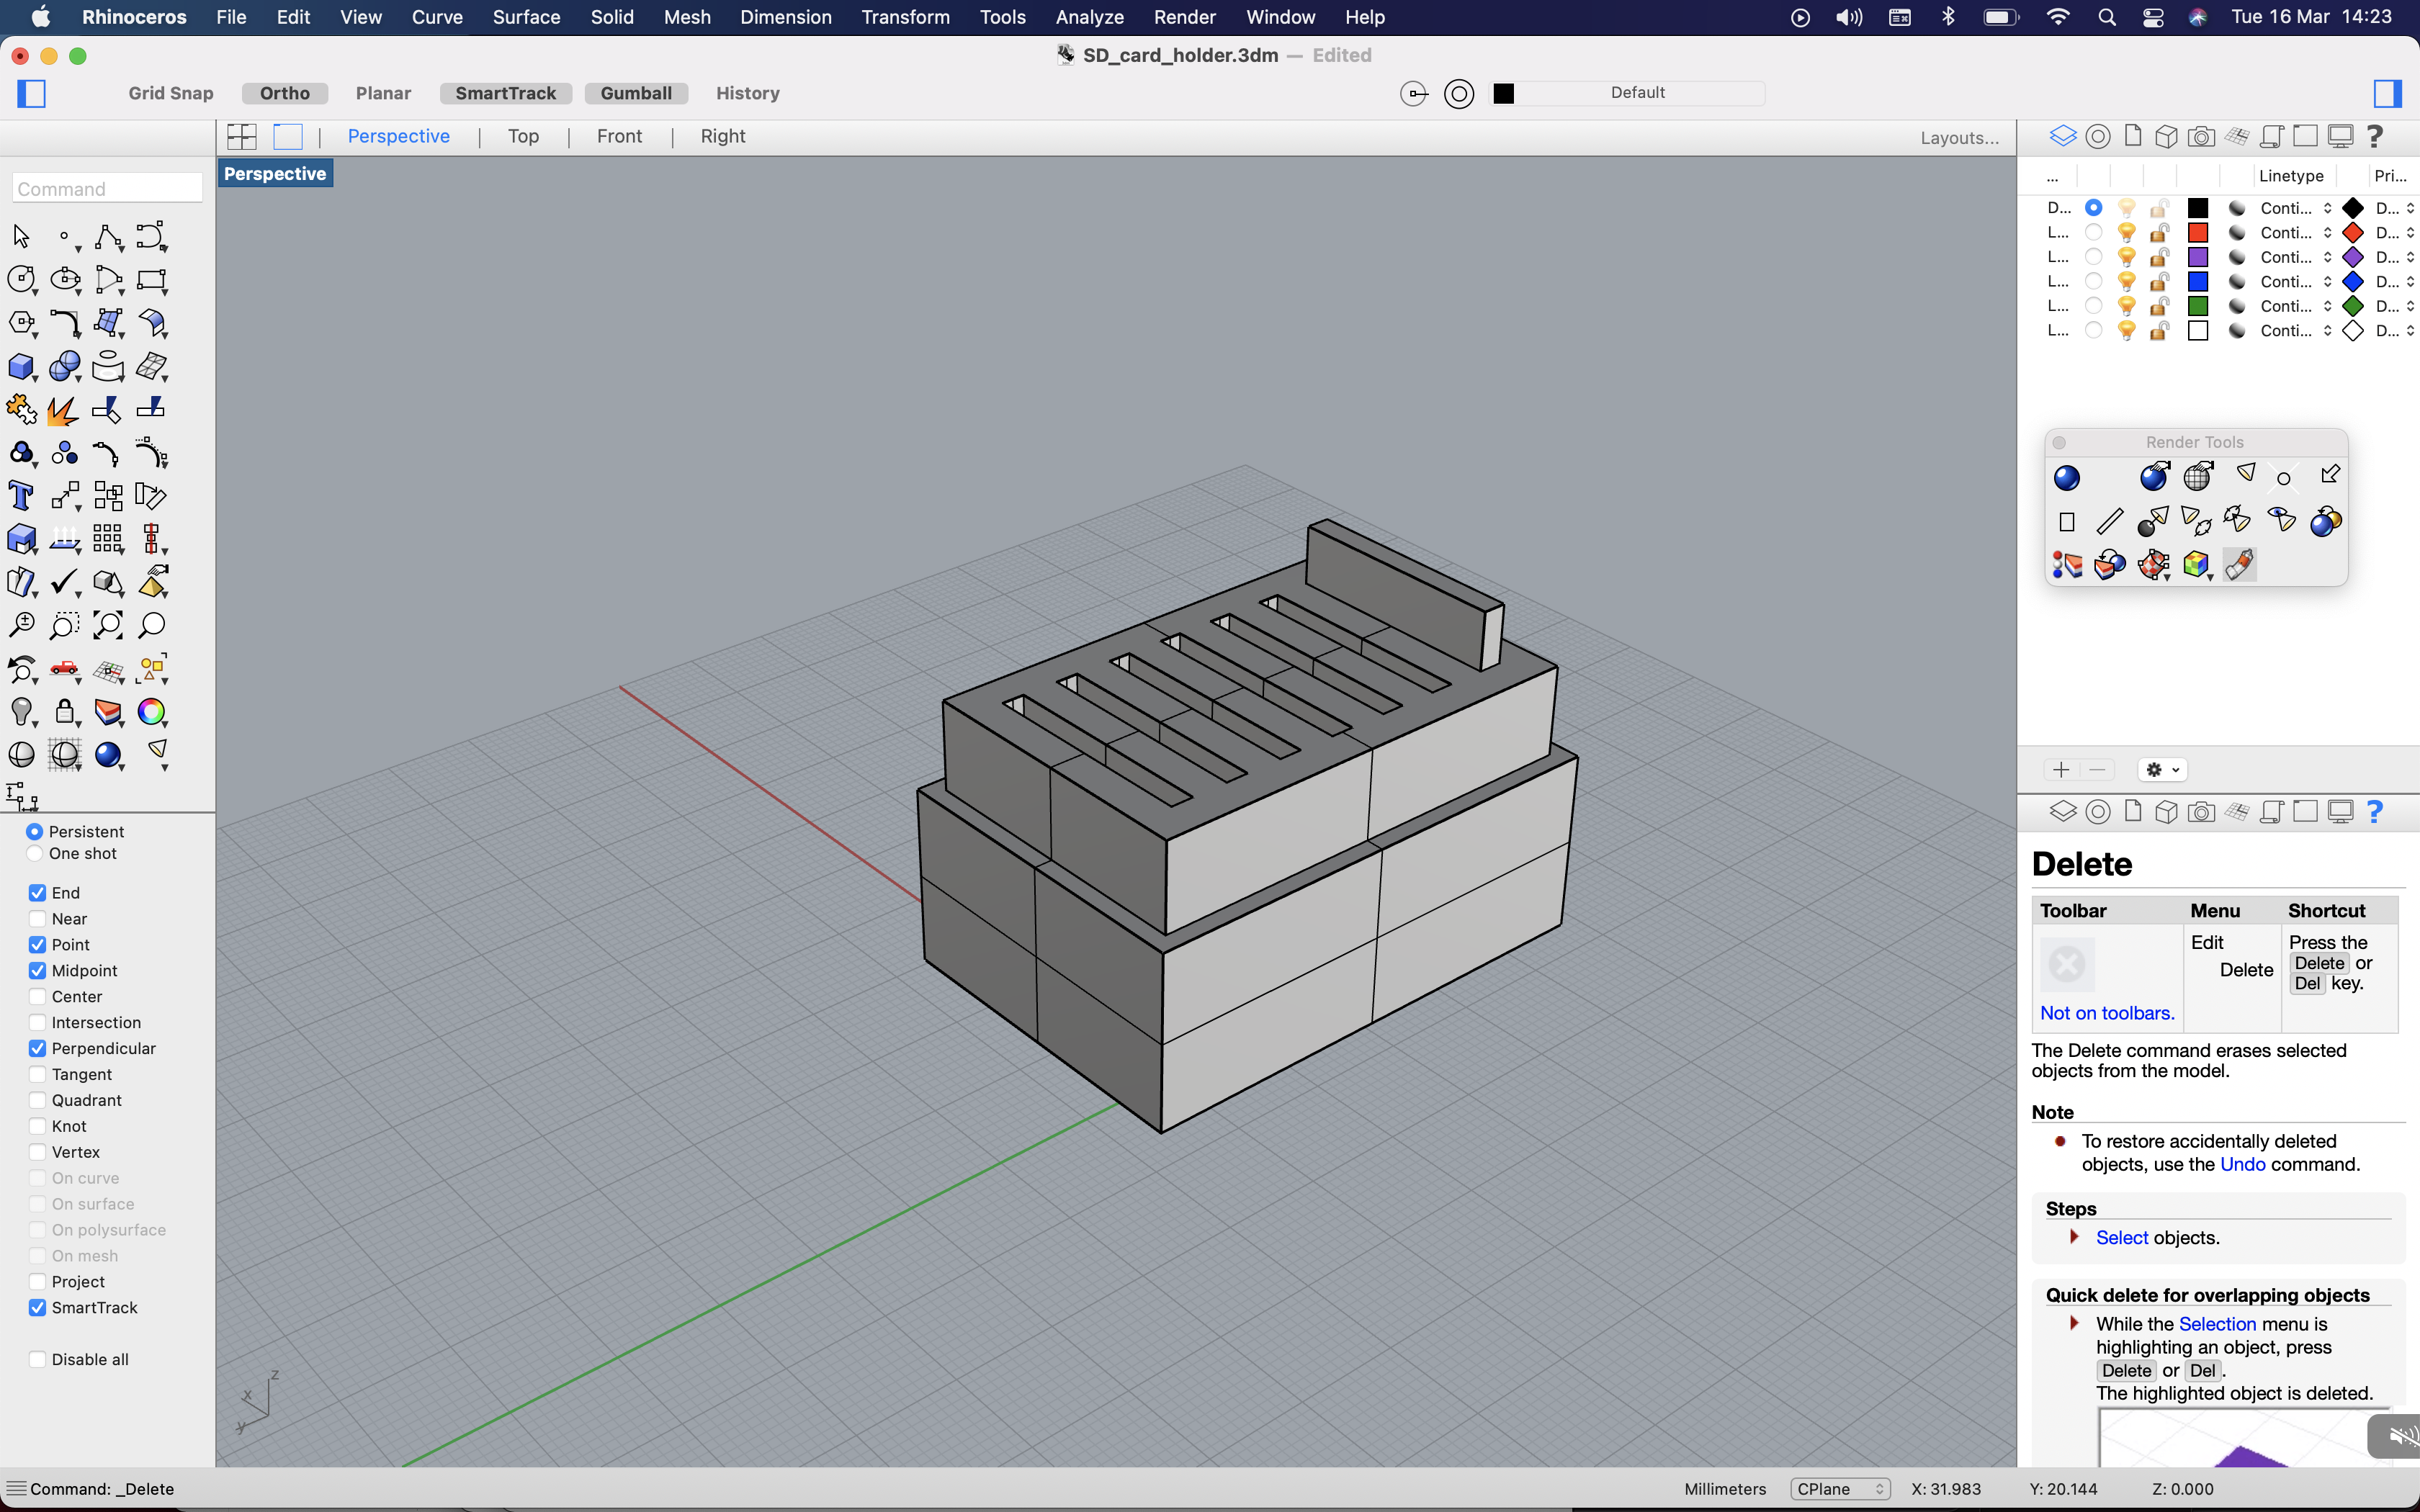 Rhinoceros File Edit View Curve Surface Solid Mesh Dimension Transform Tools Analyze Render Window Help Tue 16 Mar 14:23
SD_card_holder.3dm — Edited
Grid Snap Ortho Planar SmartTrack Gumball History Default
Perspective Top Front Right Layouts...
Perspective
Command
... Linetype Pri...
D... Conti... D...
L... Conti... D...
L... Conti... D...
L... Conti... D...
L... Conti... D...
L... Conti... D...
Render Tools
Persistent
One shot
End
Near
Point
Midpoint
Center
Intersection
Perpendicular
Tangent
Quadrant
Knot
Vertex
On curve
On surface
On polysurface
On mesh
Project
SmartTrack
Disable all
z
x
y
Delete
Toolbar Menu Shortcut
Not on toolbars.
Edit
Delete
Press the
Delete or
Del key.
The Delete command erases selected
objects from the model.
Note
To restore accidentally deleted
objects, use the Undo command.
Steps
Select objects.
Quick delete for overlapping objects
While the Selection menu is
highlighting an object, press
Delete or Del.
The highlighted object is deleted.
Command: _Delete
Millimeters CPlane X: 31.983 Y: 20.144 Z: 0.000